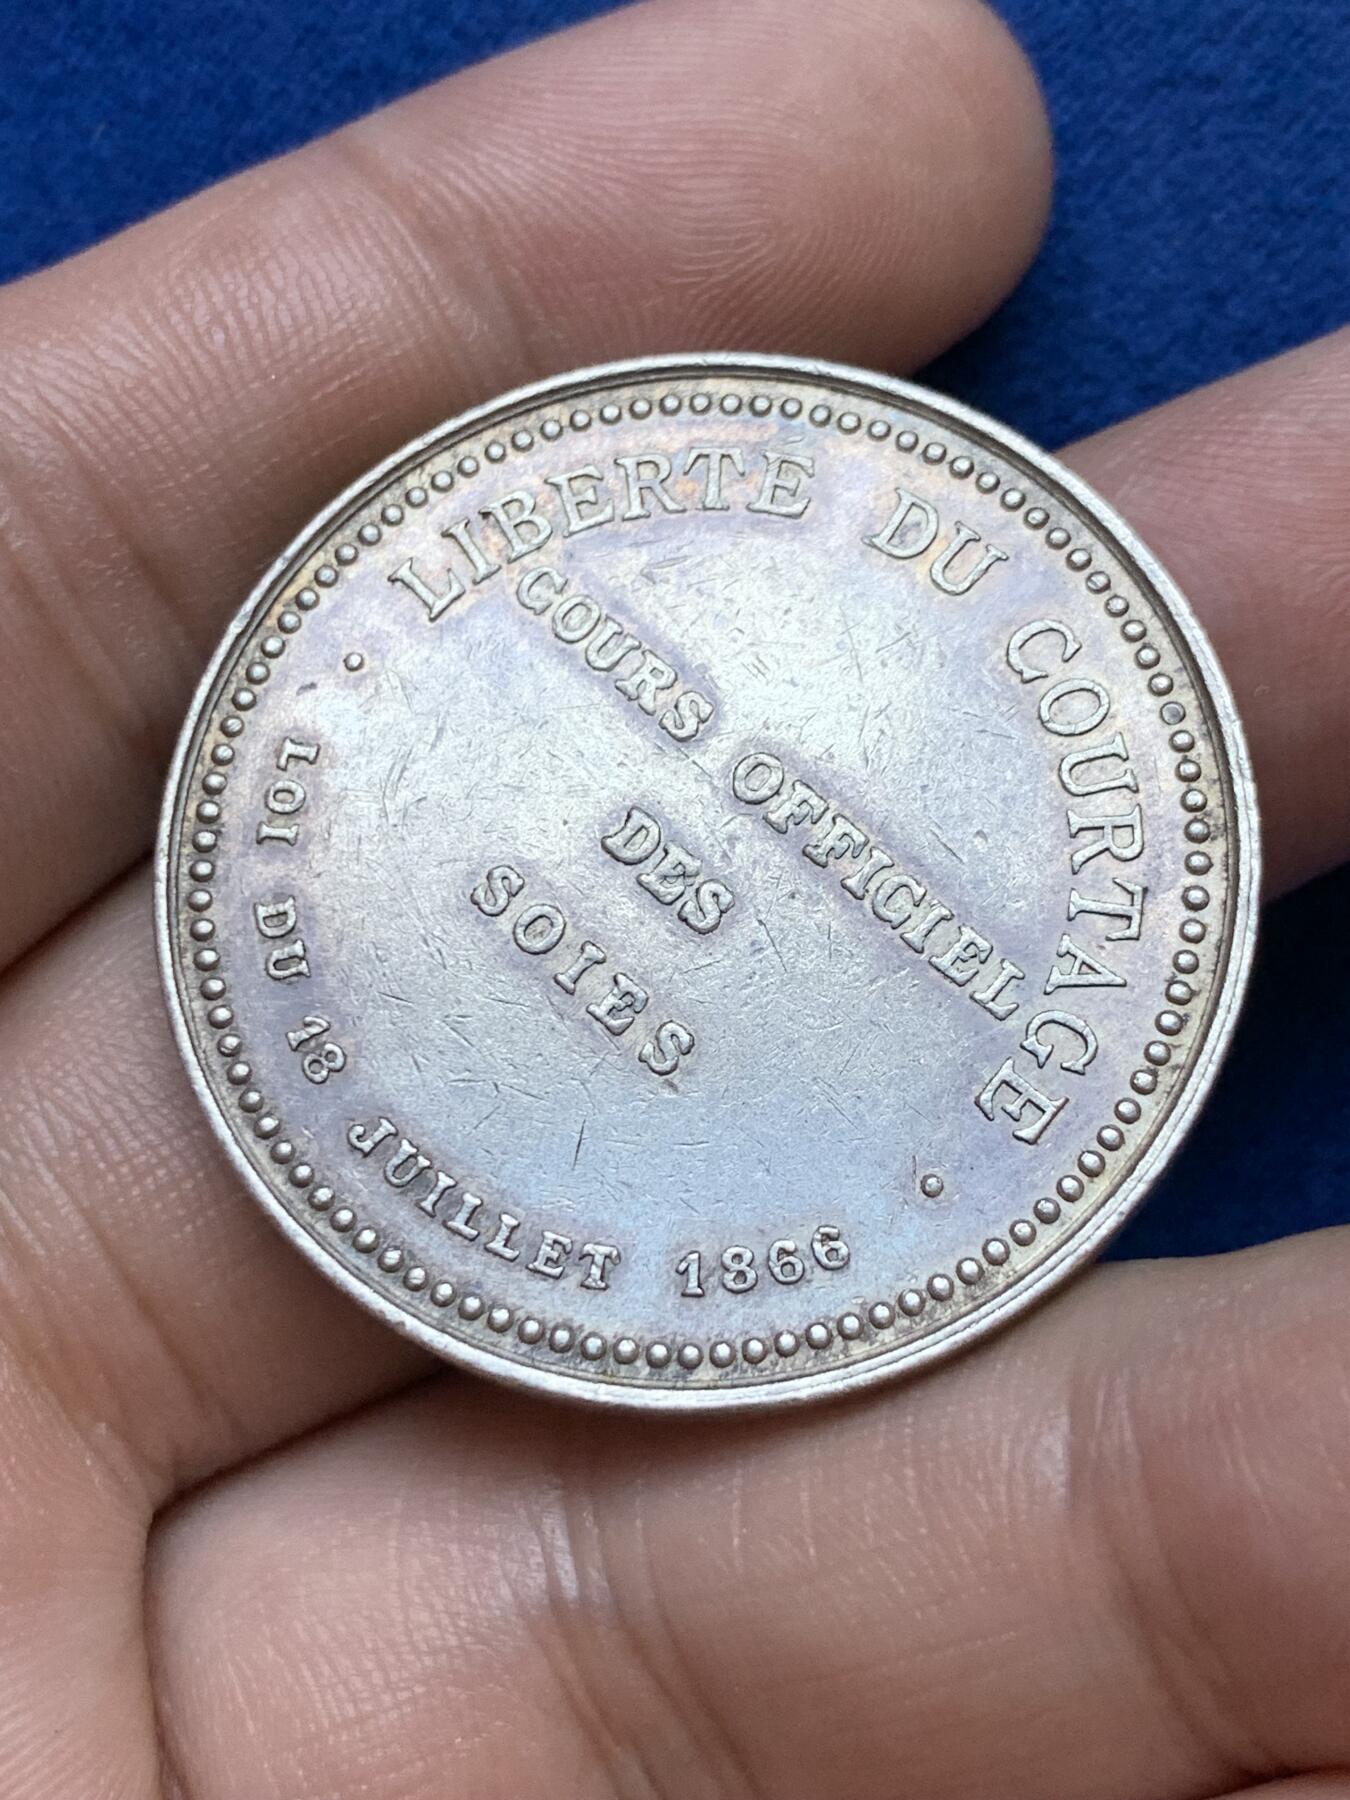 LIBERTÉ DU COURTAGE
COURS OFFICIEL
DES
SOIES
LOI DU 18 JUILLET 1866